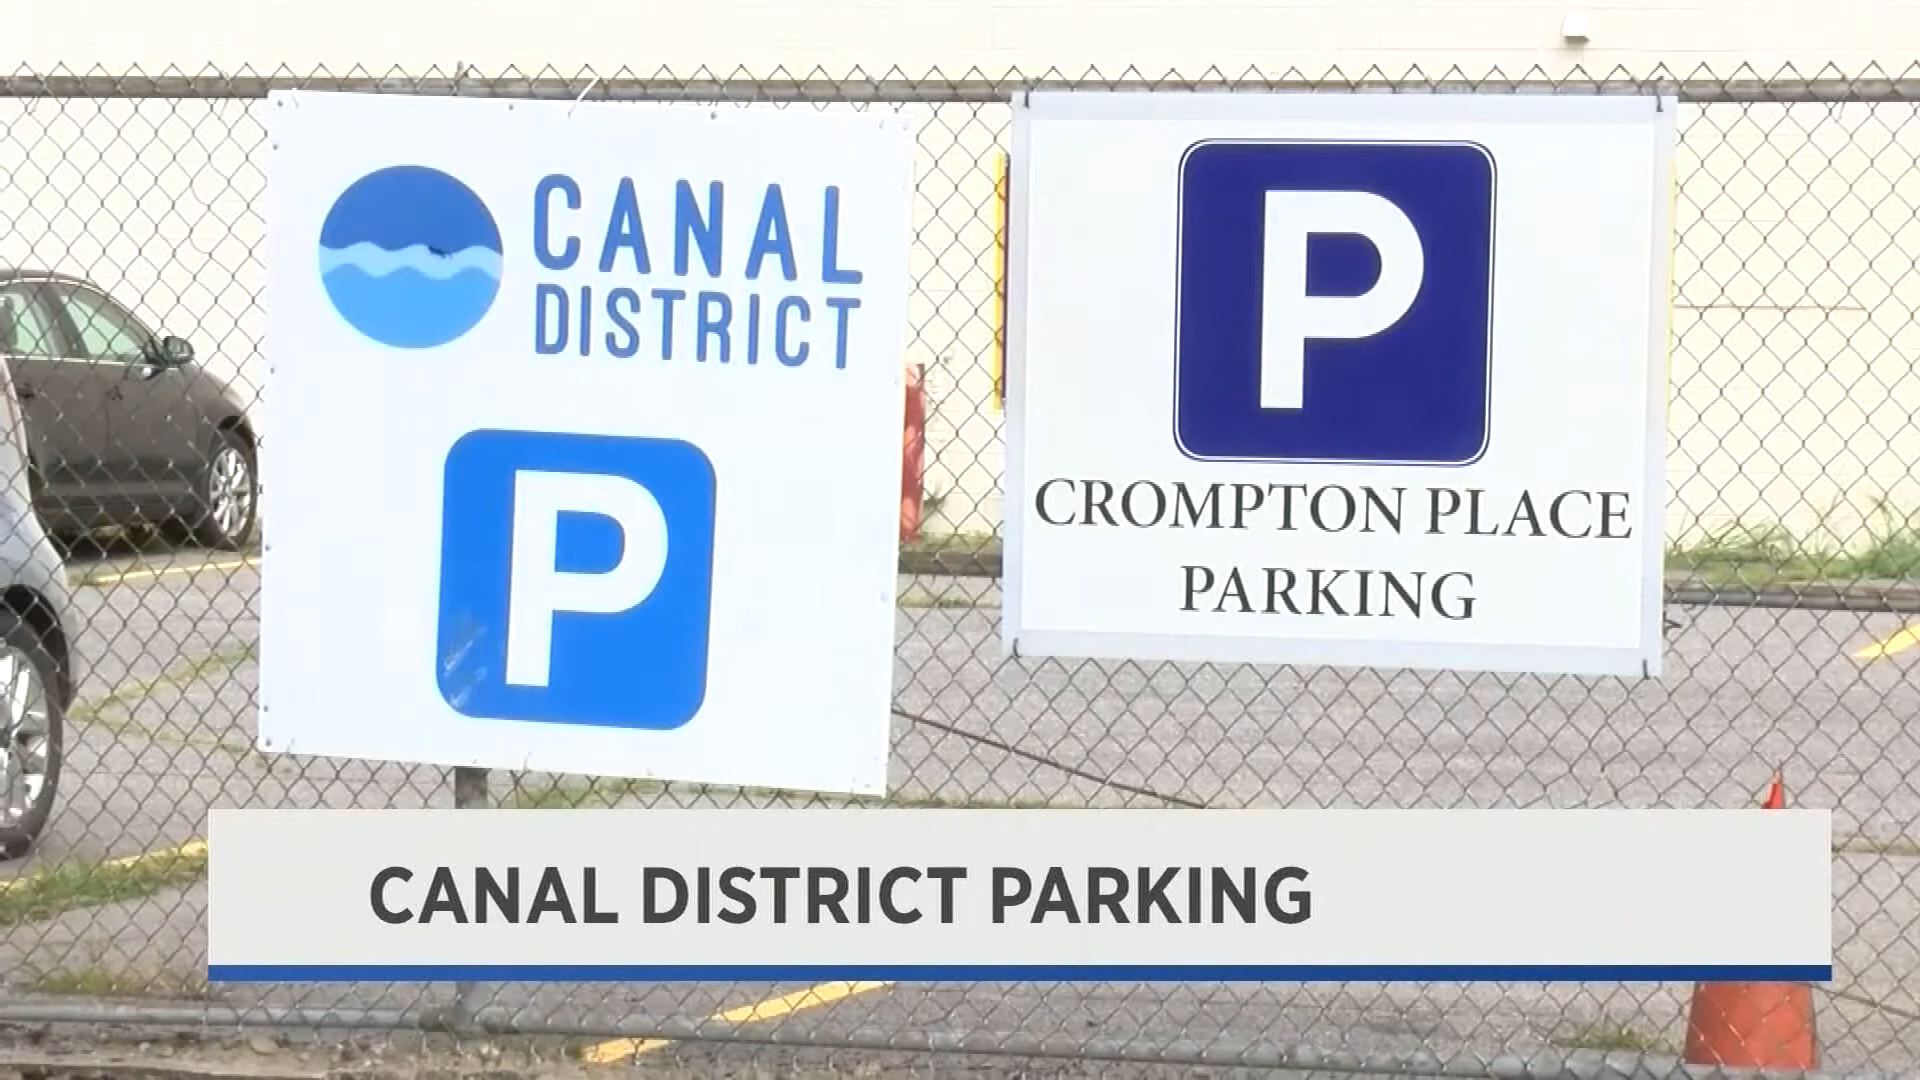 CANAL
DISTRICT
P
P
CROMPTON PLACE
PARKING
CANAL DISTRICT PARKING